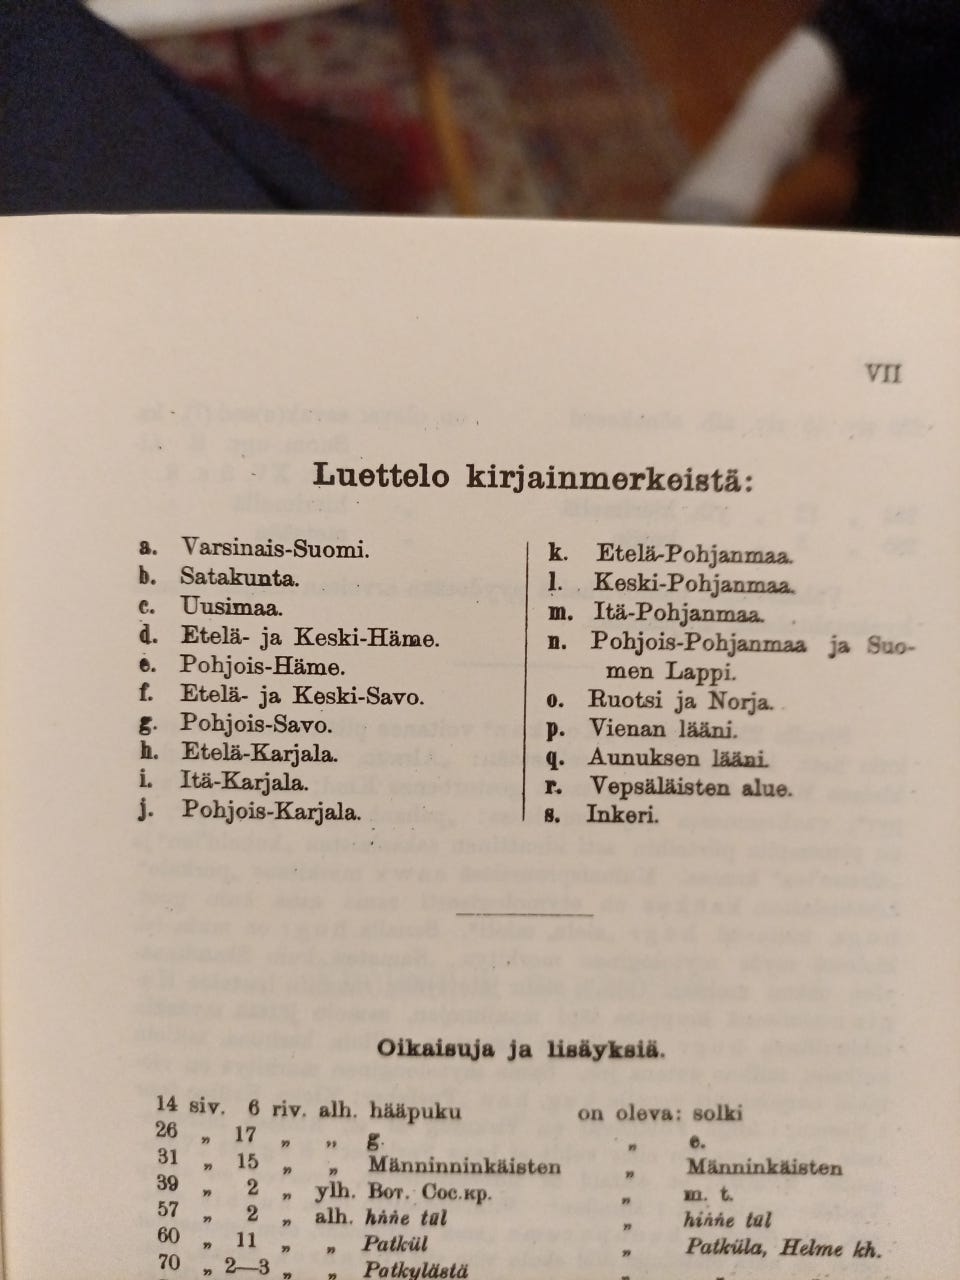 VII
Luettelo kirjainmerkeistä:
a. Varsinais-Suomi.
b. Satakunta.
c. Uusimaa.
d. Etelä- ja Keski-Häme.
e. Pohjois-Häme.
f. Etelä- ja Keski-Savo.
g. Pohjois-Savo.
h. Etelä-Karjala.
i. Itä-Karjala.
j. Pohjois-Karjala.
k. Etelä-Pohjanmaa.
l. Keski-Pohjanmaa.
m. Itä-Pohjanmaa.
n. Pohjois-Pohjanmaa ja Suo-
men Lappi.
o. Ruotsi ja Norja.
p. Vienan lääni.
q. Aunuksen lääni.
r. Vepsäläisten alue.
s. Inkeri.
Oikaisuja ja lisäyksiä.
14 siv. 6 riv. alh. hääpuku on oleva: solki
26 „ 17 „ „ g. „ e.
31 „ 15 „ „ Männinninkäisten „ Männinkäisten
39 „ 2 „ ylh. Вот. Сос.кр. „ m. t.
57 „ 2 „ alh. hńńe tul „ hińńe tul
60 „ 11 „ „ Patkül „ Patküla, Helme kh.
70 „ 2—3 „ „ Patkylästä